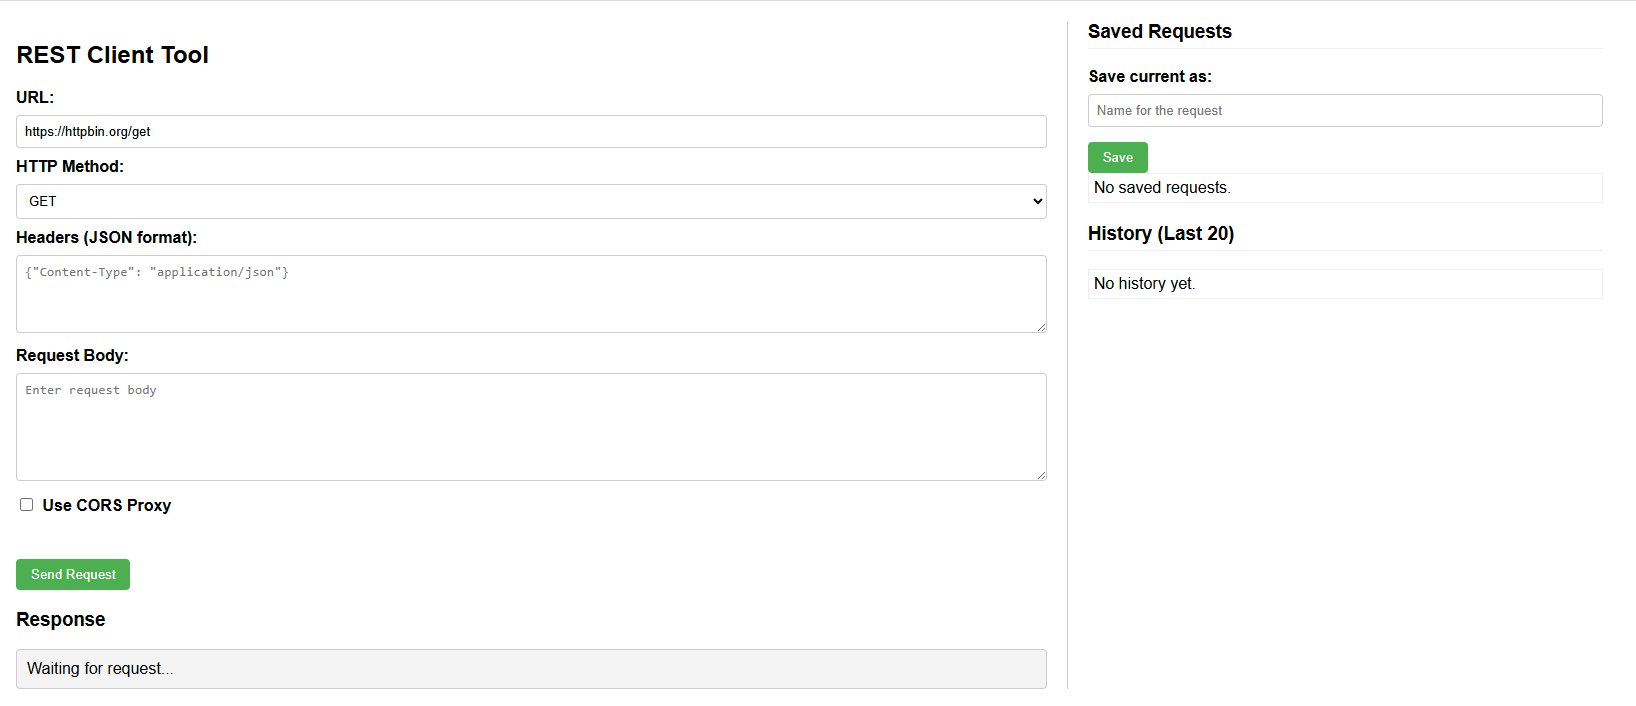 REST Client Tool
URL:
https://httpbin.org/get
HTTP Method:
GET
Headers (JSON format):
{"Content-Type": "application/json"}
Request Body:
Enter request body
Use CORS Proxy
Send Request
Response
Waiting for request...
Saved Requests
Save current as:
Name for the request
Save
No saved requests.
History (Last 20)
No history yet.